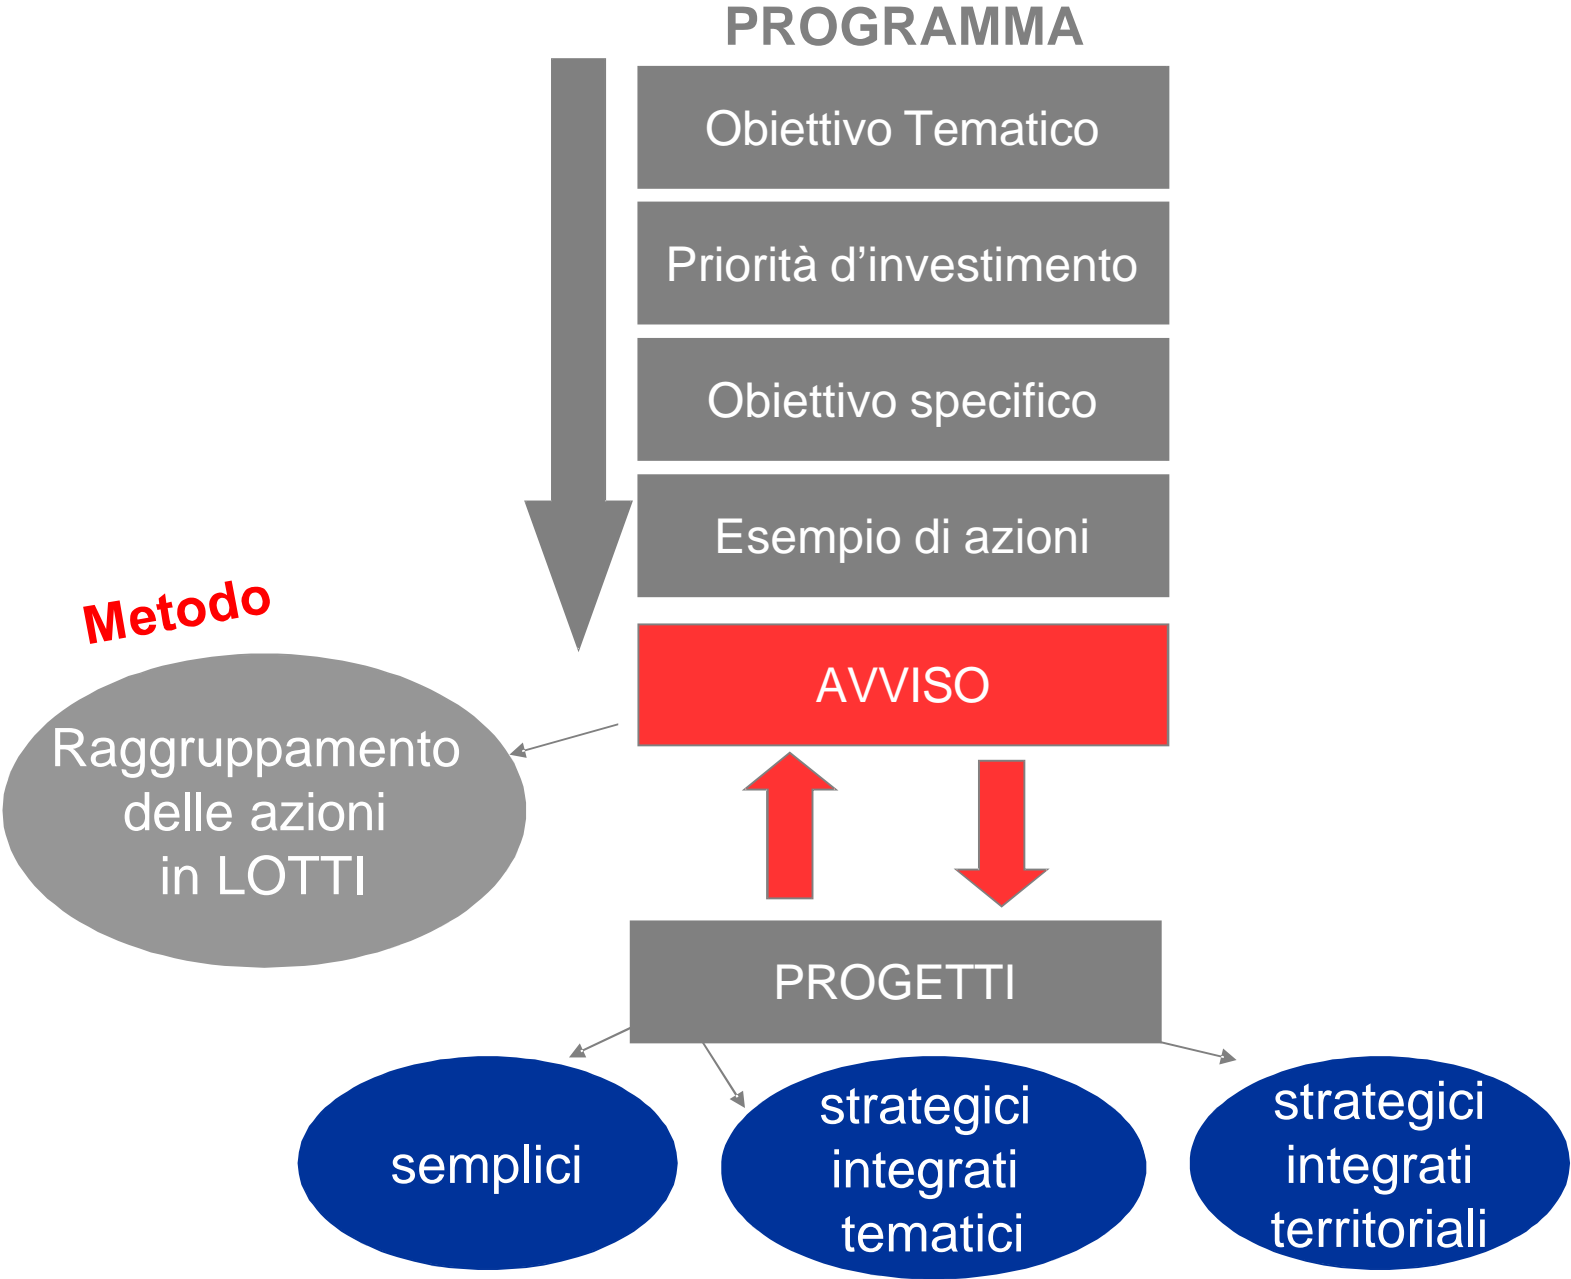 PROGRAMMA
Obiettivo Tematico
Priorità d’investimento
Obiettivo specifico
Esempio di azioni
Metodo
AVVISO
Raggruppamento
delle azioni
in LOTTI
PROGETTI
semplici
strategici
integrati
tematici
strategici
integrati
territoriali